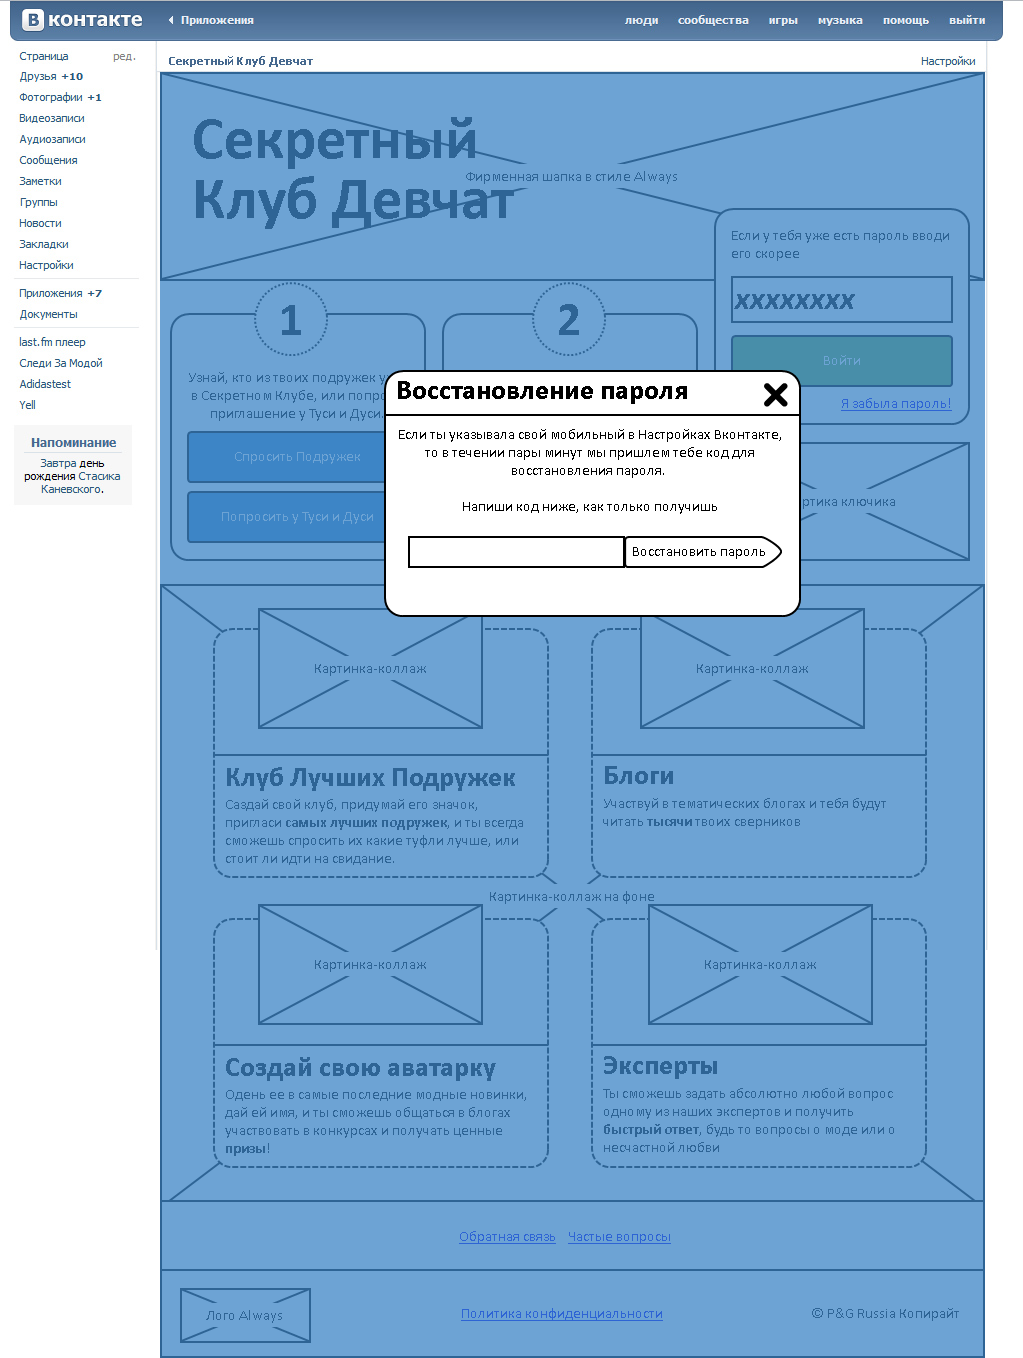 В контакте
Приложения
люди сообщества игры музыка помощь выйти
Страница ред.
Друзья +10
Фотографии +1
Видеозаписи
Аудиозаписи
Сообщения
Заметки
Группы
Новости
Закладки
Настройки
Приложения +7
Документы
last.fm плеер
Следи За Модой
Adidastest
Yell
Напоминание
Завтра день
рождения Стасика
Каневского.
Секретный Клуб Девчат
Настройки
Секретный
Клуб Девчат
Фирменная шапка в стиле Always
Если у тебя уже есть пароль вводи
его скорее
XXXXXXXX
Войти
Я забыла пароль!
1
Узнай, кто из твоих подружек у
в Секретном Клубе, или попро
приглашение у Туси и Дуси.
Спросить Подружек
Попросить у Туси и Дуси
2
ртика ключика
Восстановление пароля
Если ты указывала свой мобильный в Настройках Вконтакте,
то в течении пары минут мы пришлем тебе код для
восстановления пароля.
Напиши код ниже, как только получишь
Восстановить пароль
Картинка-коллаж
Клуб Лучших Подружек
Саздай свой клуб, придумай его значок,
пригласи самых лучших подружек, и ты всегда
сможешь спросить их какие туфли лучше, или
стоит ли идти на свидание.
Картинка-коллаж
Блоги
Участвуй в тематических блогах и тебя будут
читать тысячи твоих сверников
Картинка-коллаж на фоне
Картинка-коллаж
Создай свою аватарку
Одень ее в самые последние модные новинки,
дай ей имя, и ты сможешь общаться в блогах
участвовать в конкурсах и получать ценные
призы!
Картинка-коллаж
Эксперты
Ты сможешь задать абсолютно любой вопрос
одному из наших экспертов и получить
быстрый ответ, будь то вопросы о моде или о
несчастной любви
Обратная связь Частые вопросы
Лого Always
Политика конфиденциальности
© P&G Russia Копирайт